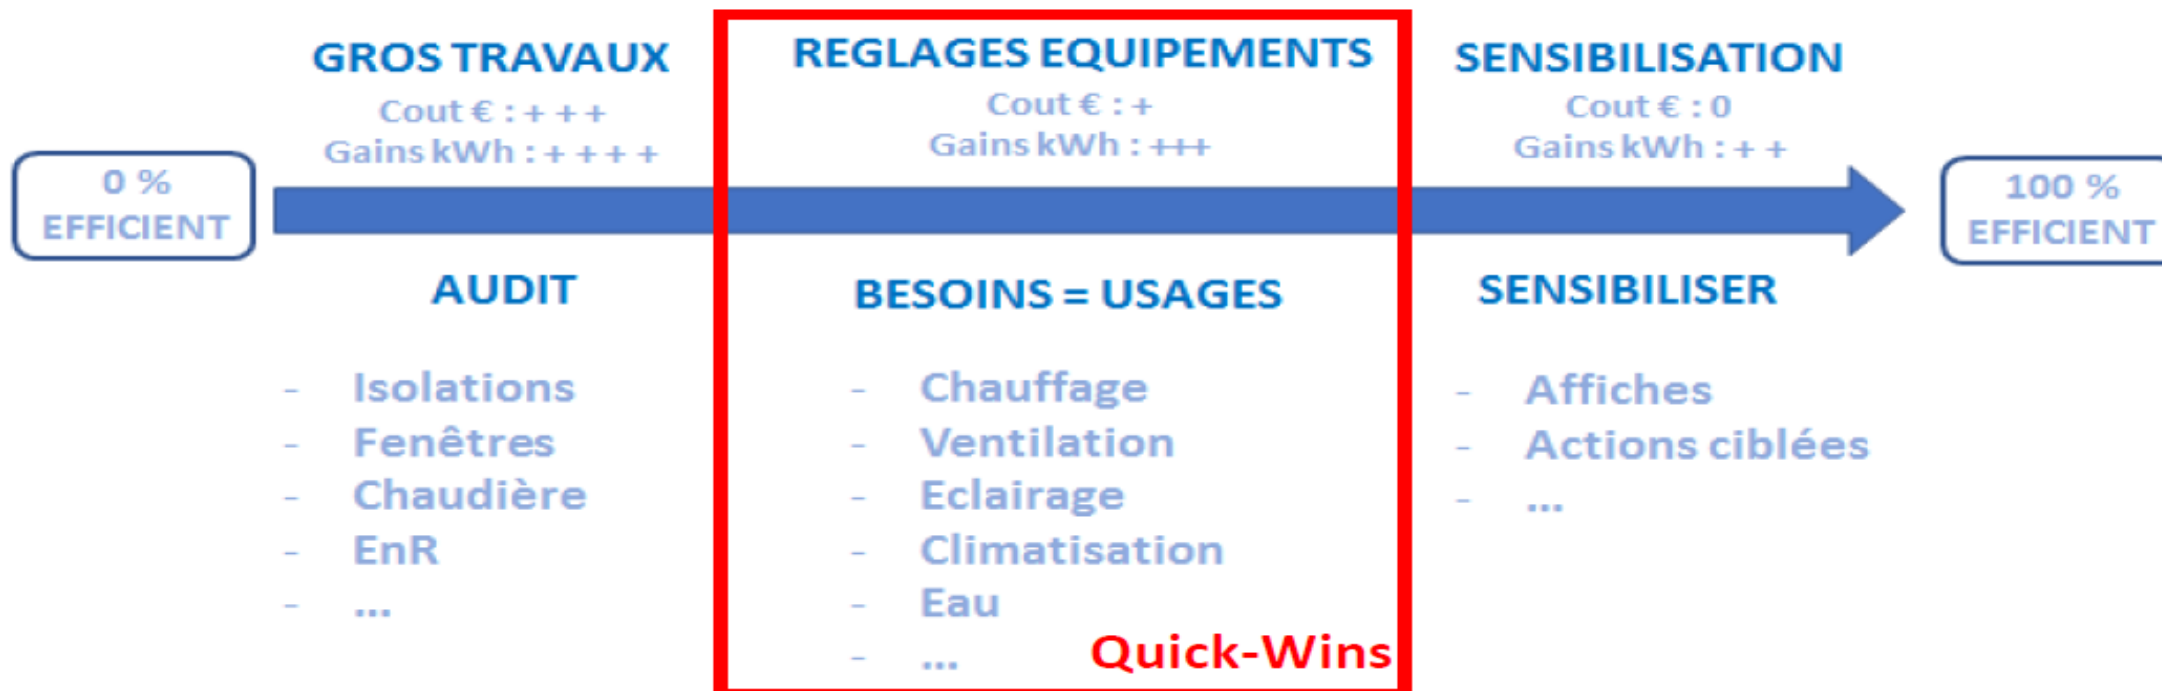 GROS TRAVAUX
Cout € : + + +
Gains kWh : + + + +
REGLAGES EQUIPEMENTS
Cout € : +
Gains kWh : +++
SENSIBILISATION
Cout € : 0
Gains kWh : + +
0 %
EFFICIENT
100 %
EFFICIENT
AUDIT
- Isolations
- Fenêtres
- Chaudière
- EnR
- ...
BESOINS = USAGES
- Chauffage
- Ventilation
- Eclairage
- Climatisation
- Eau
- ...
Quick-Wins
SENSIBILISER
- Affiches
- Actions ciblées
- ...